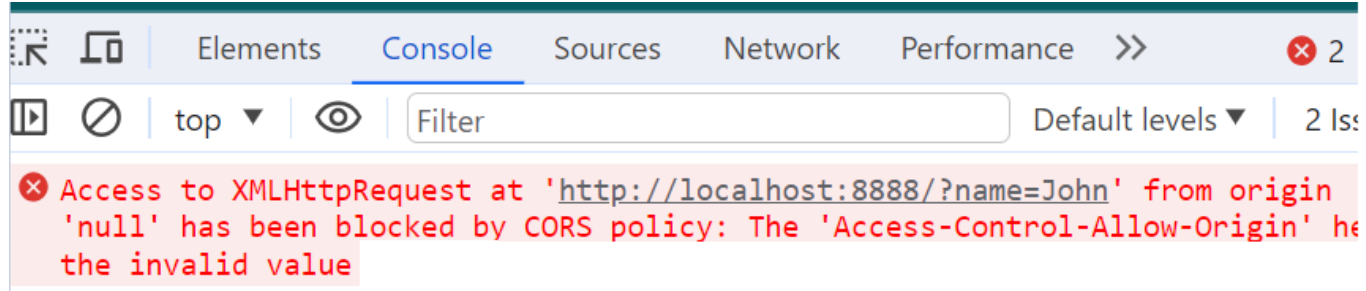 Elements Console Sources Network Performance 2
top Filter Default levels 2 Iss
Access to XMLHttpRequest at 'http://localhost:8888/?name=John' from origin
'null' has been blocked by CORS policy: The 'Access-Control-Allow-Origin' he
the invalid value